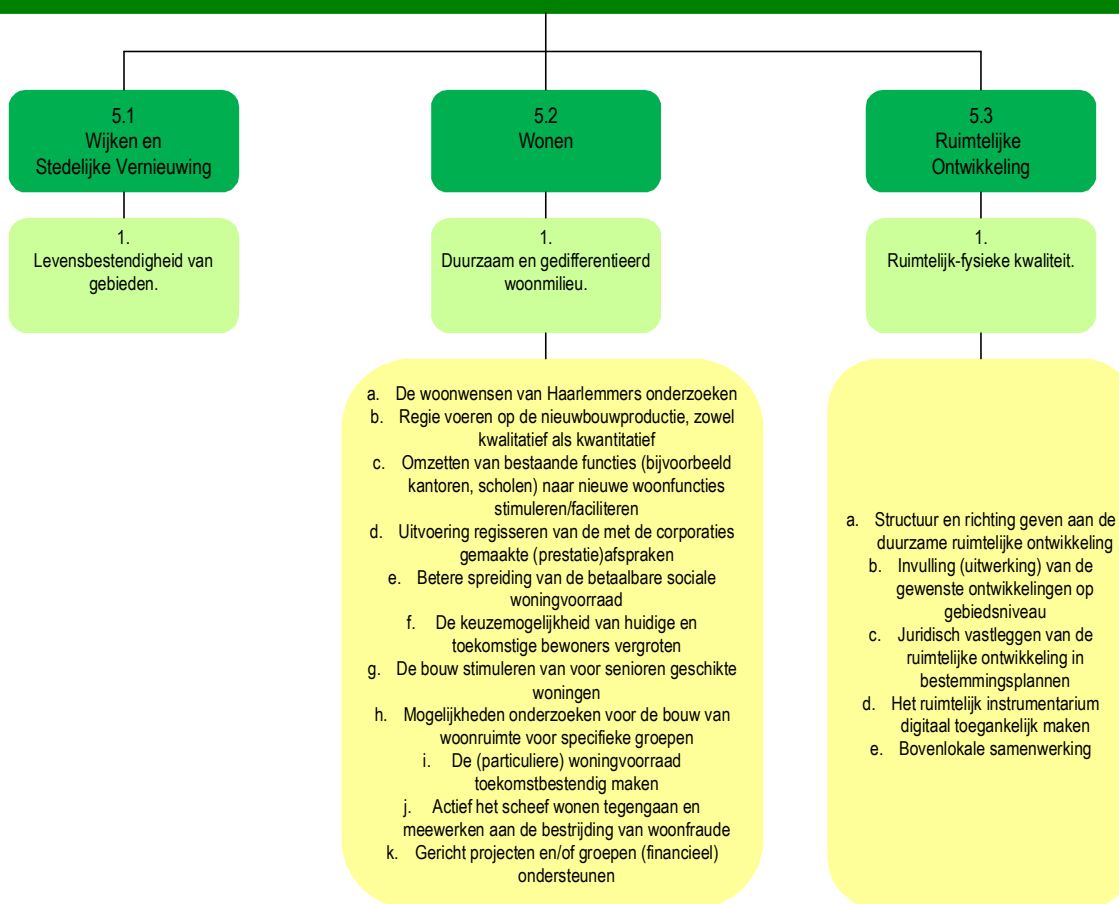 5.1
Wijken en
Stedelijke Vernieuwing
5.2
Wonen
5.3
Ruimtelijke
Ontwikkeling
1.
Levensbestendigheid van
gebieden.
1.
Duurzaam en gedifferentieerd
woonmilieu.
1.
Ruimtelijk-fysieke kwaliteit.
a. De woonwensen van Haarlemmers onderzoeken
b. Regie voeren op de nieuwbouwproductie, zowel
kwalitatief als kwantitatief
c. Omzetten van bestaande functies (bijvoorbeeld
kantoren, scholen) naar nieuwe woonfuncties
stimuleren/faciliteren
d. Uitvoering regisseren van de met de corporaties
gemaakte (prestatie)afspraken
e. Betere spreiding van de betaalbare sociale
woningvoorraad
f. De keuzemogelijkheid van huidige en
toekomstige bewoners vergroten
g. De bouw stimuleren van voor senioren geschikte
woningen
h. Mogelijkheden onderzoeken voor de bouw van
woonruimte voor specifieke groepen
i. De (particuliere) woningvoorraad
toekomstbestendig maken
j. Actief het scheef wonen tegengaan en
meewerken aan de bestrijding van woonfraude
k. Gericht projecten en/of groepen (financieel)
ondersteunen
a. Structuur en richting geven aan de
duurzame ruimtelijke ontwikkeling
b. Invulling (uitwerking) van de
gewenste ontwikkelingen op
gebiedsniveau
c. Juridisch vastleggen van de
ruimtelijke ontwikkeling in
bestemmingsplannen
d. Het ruimtelijk instrumentarium
digitaal toegankelijk maken
e. Bovenlokale samenwerking